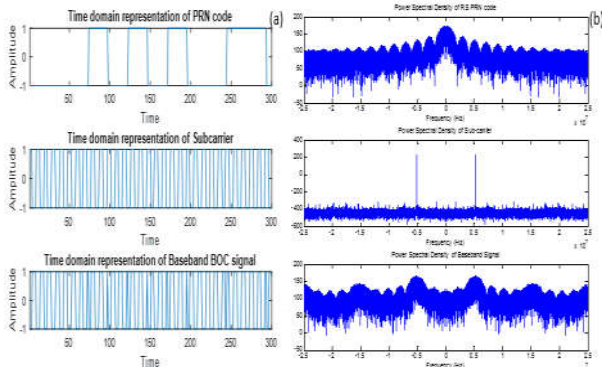 Time domain representation of PRN code
(a)
Amplitude
1
0
-1
50 100 150 200 250 300
Time
Time domain representation of Subcarrier
Amplitude
1
0
-1
50 100 150 200 250 300
Time
Time domain representation of Baseband BOC signal
Amplitude
1
0
-1
50 100 150 200 250 300
Time
Power Spectral Density of RS PRN code
(b)
200
150
100
50
0
-50
-2.5 -2 -1.5 -1 -0.5 0 0.5 1 1.5 2 2.5
Frequency (Hz)
Power Spectral Density of Sub-carrier
400
200
0
-200
-400
-600
-2.5 -2 -1.5 -1 -0.5 0 0.5 1 1.5 2 2.5
Frequency (Hz)
Power Spectral Density of Baseband Signal
200
150
100
50
0
-50
-2.5 -2 -1.5 -1 -0.5 0 0.5 1 1.5 2 2.5
Frequency (Hz)